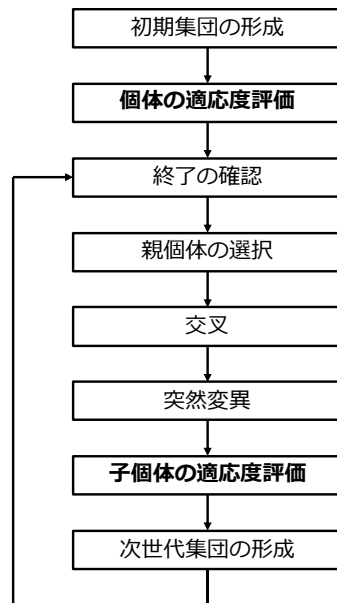 初期集団の形成
個体の適応度評価
終了の確認
親個体の選択
交叉
突然変異
子個体の適応度評価
次世代集団の形成